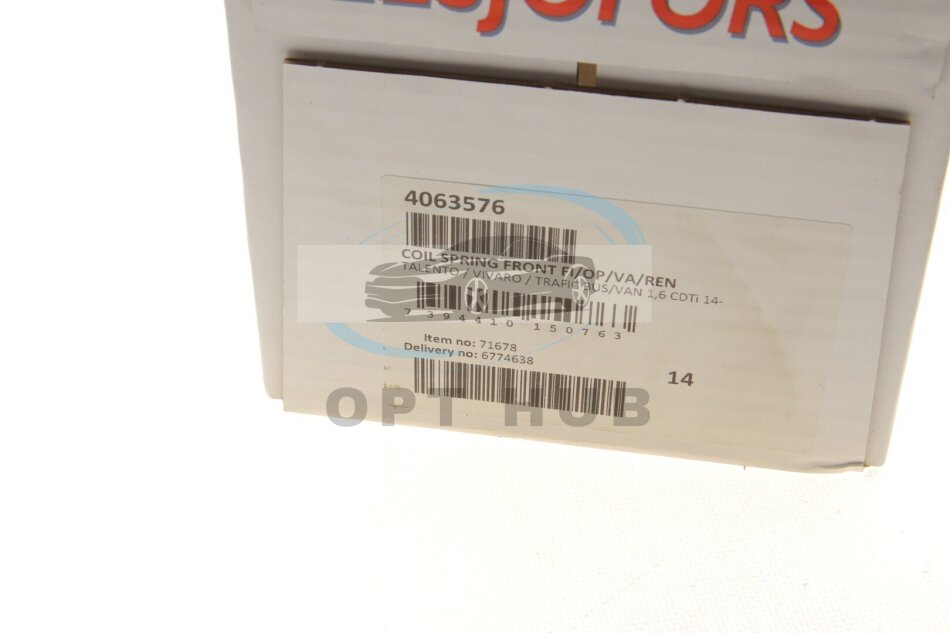 LESJÖFORS
4063576
COIL SPRING FRONT FI/OP/VA/REN
TALENTO / VIVARO / TRAFIC BUS/VAN 1,6 CDTi 14-
7 394410 150763
Item no: 71678
Delivery no: 6774638
14
OPT HUB